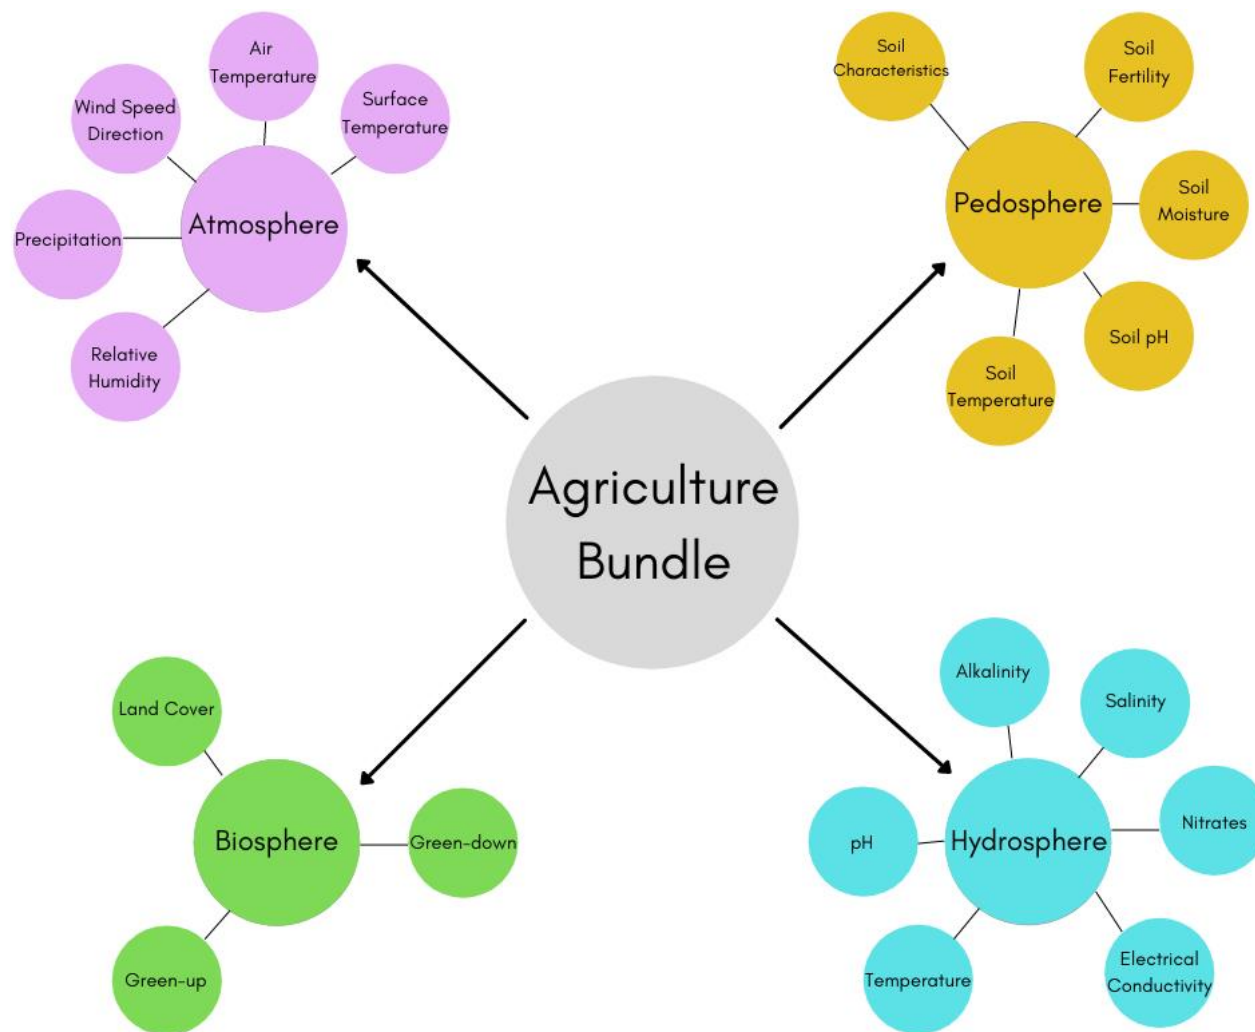 Air
Temperature
Wind Speed
Direction
Surface
Temperature
Precipitation
Atmosphere
Relative
Humidity
Soil
Characteristics
Soil
Fertility
Pedosphere
Soil
Moisture
Soil pH
Soil
Temperature
Agriculture
Bundle
Land Cover
Biosphere
Green-down
Green-up
Alkalinity
Salinity
pH
Hydrosphere
Nitrates
Temperature
Electrical
Conductivity